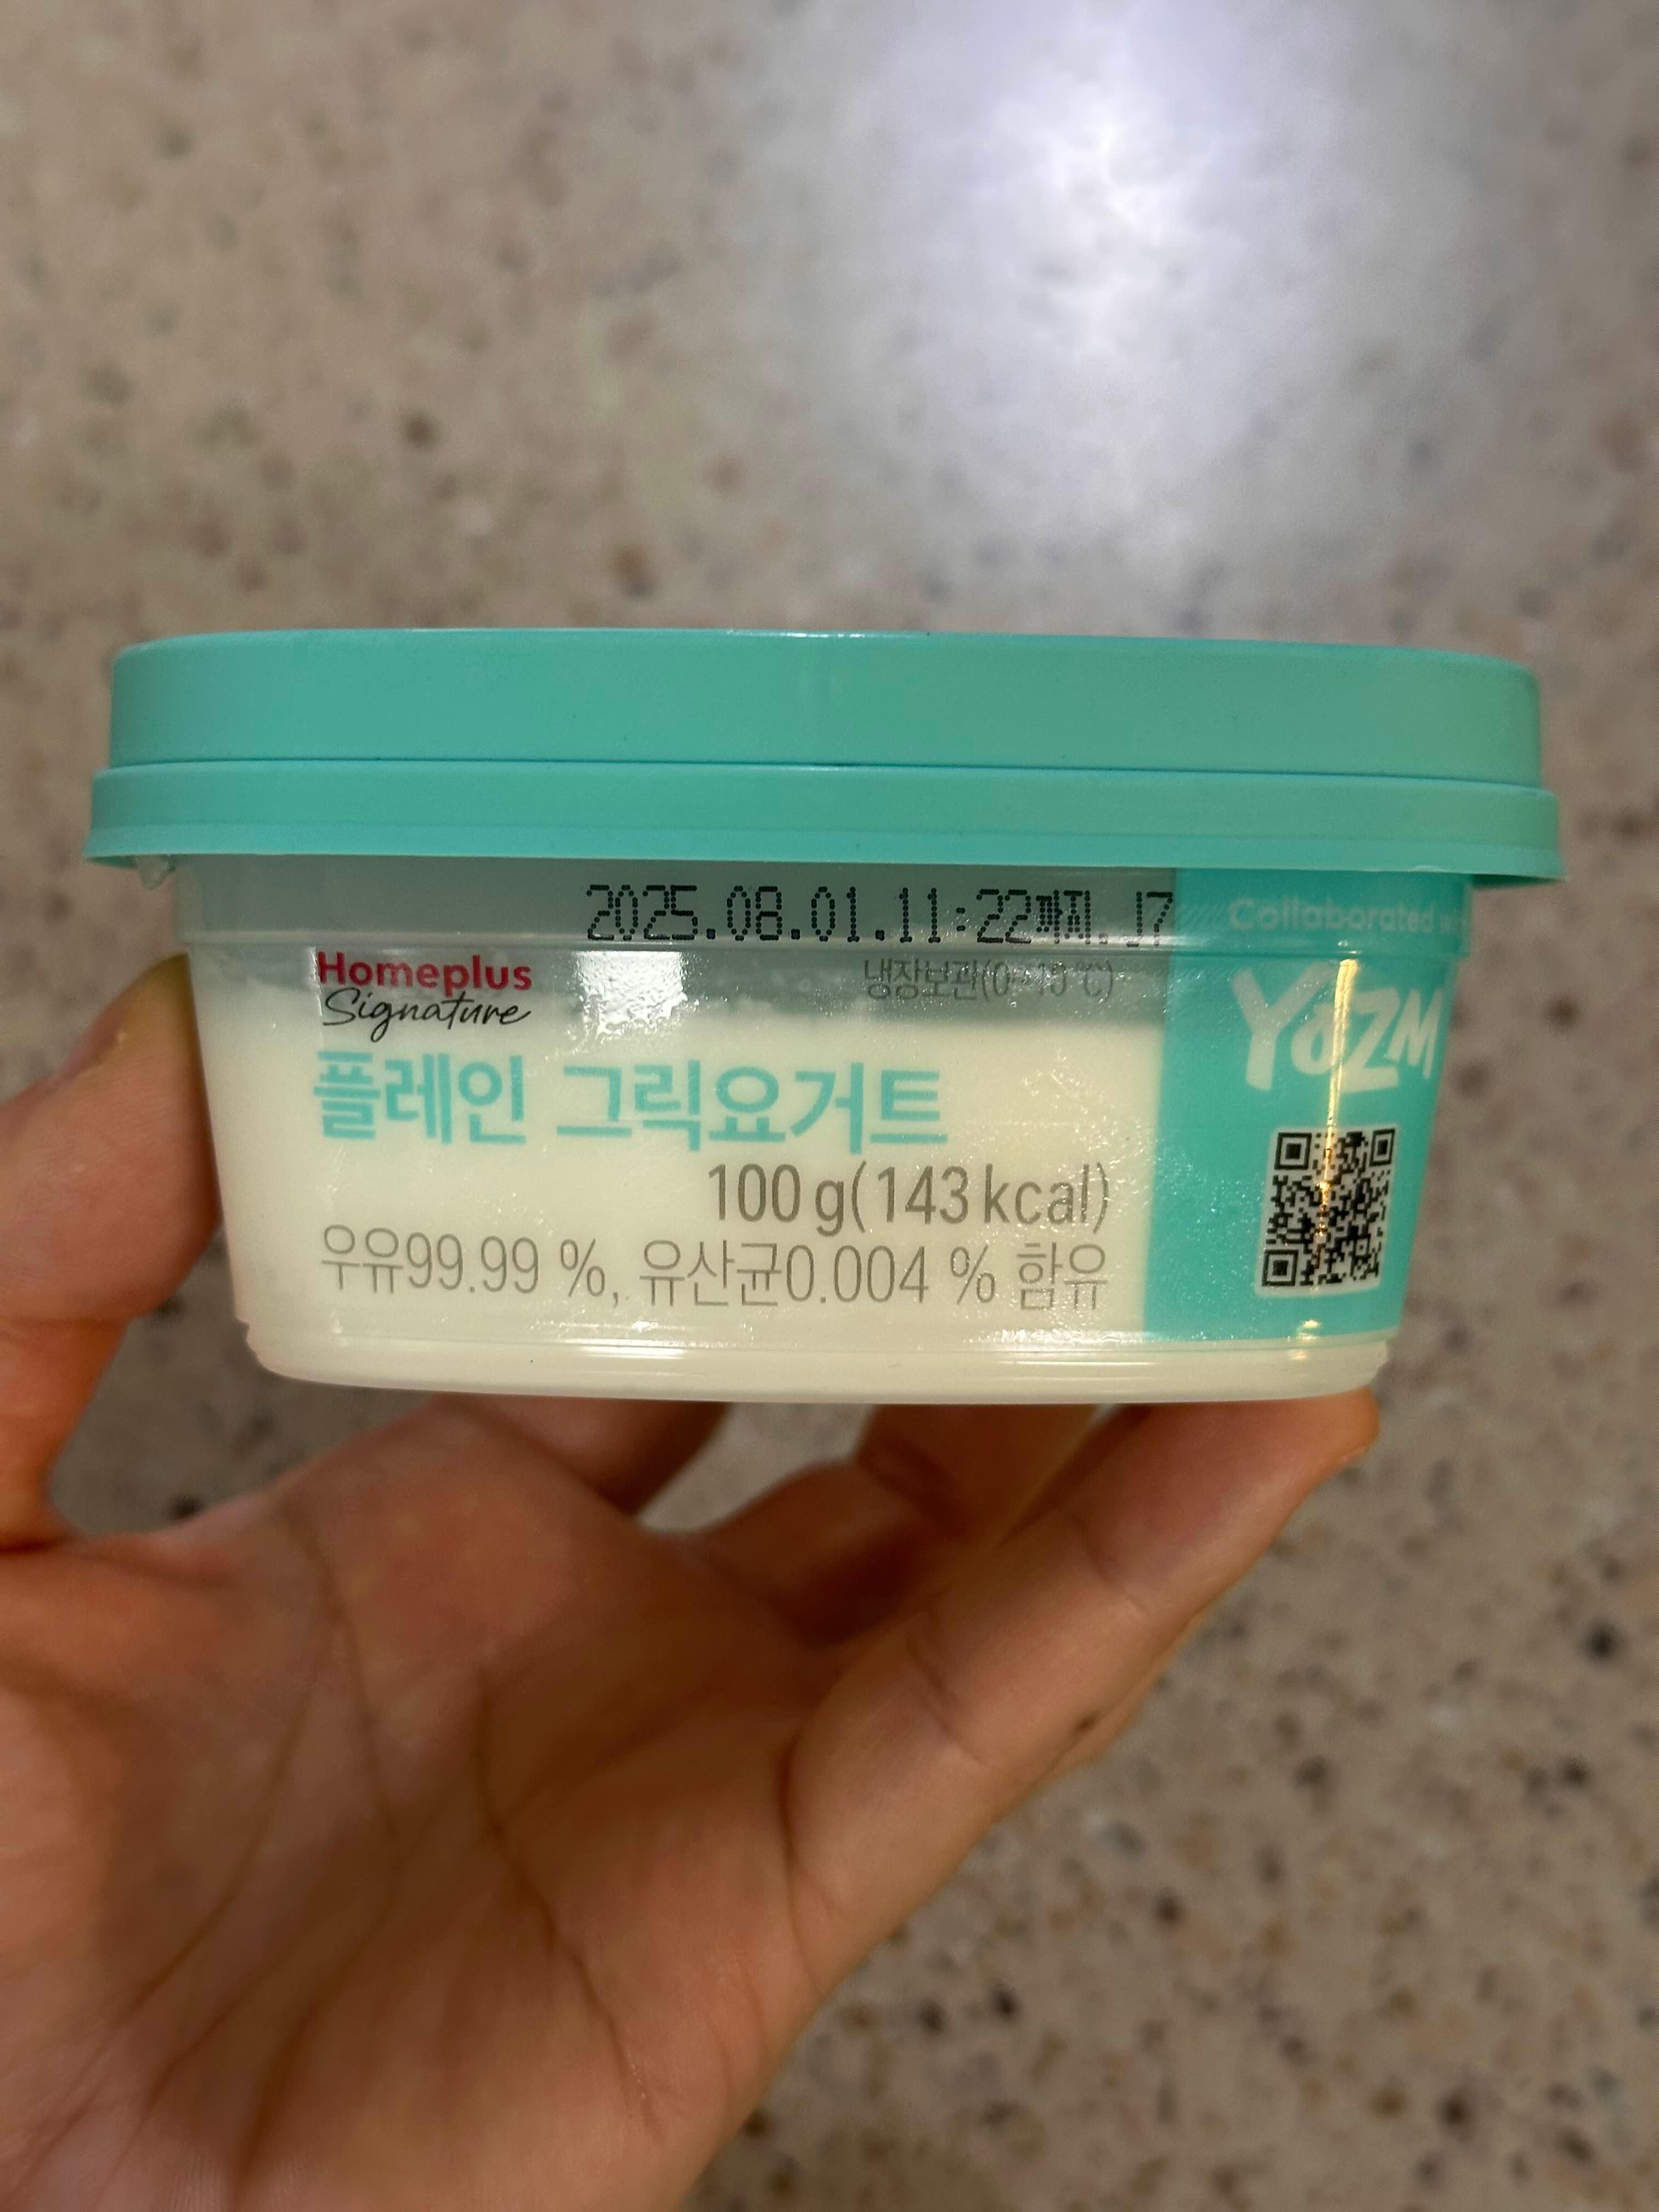 2025.08.01.11:22까지.J7
Homeplus
Signature
냉장보관(0~10 ℃)
플레인 그릭요거트
100 g(143 kcal)
우유99.99 %, 유산균0.004 % 함유
Collaborated
YOZM